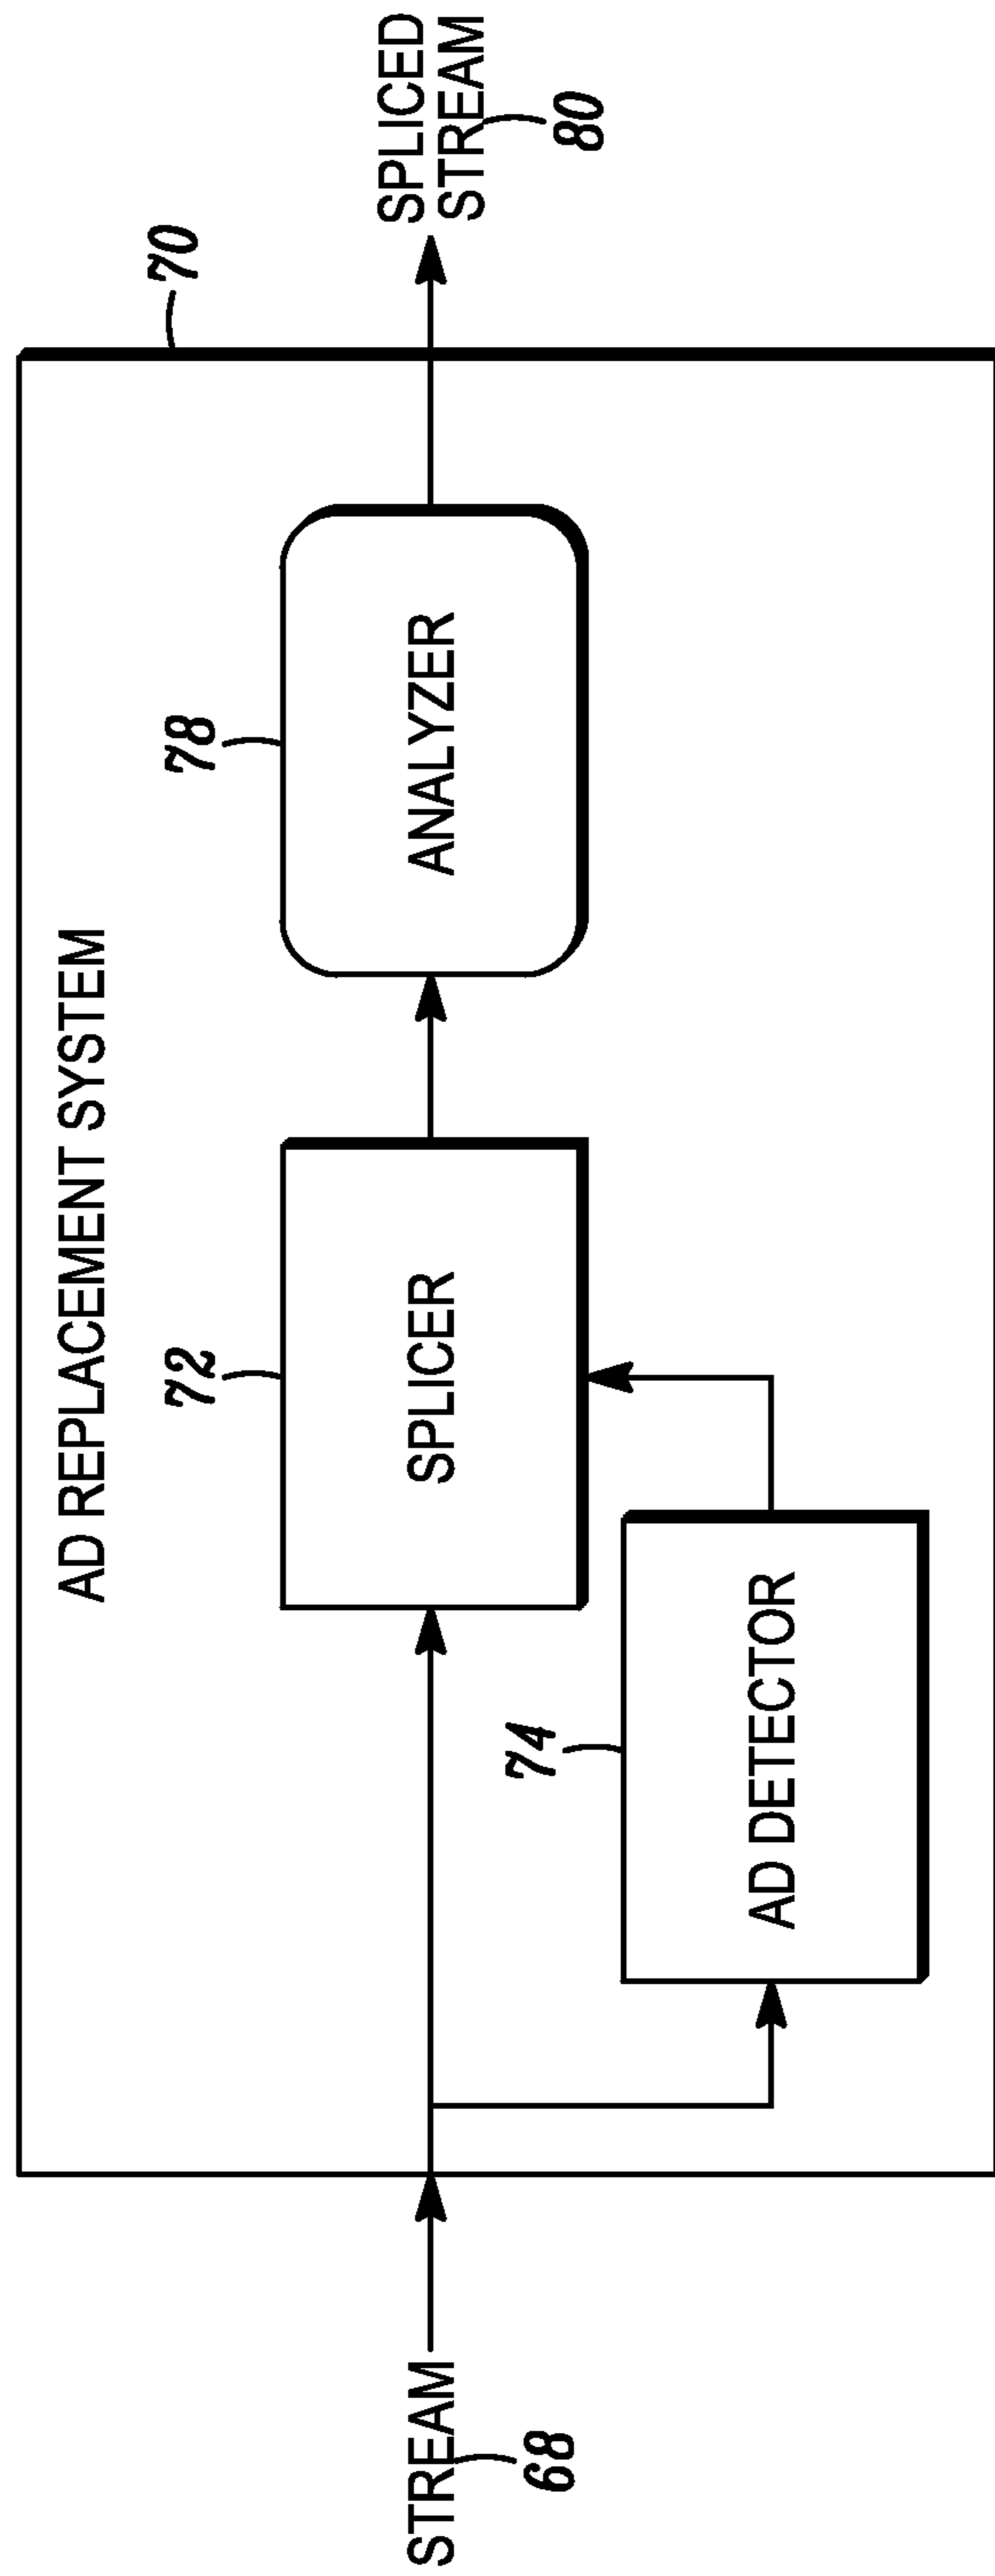 AD REPLACEMENT SYSTEM
70
STREAM
68
72
SPLICER
74
AD DETECTOR
78
ANALYZER
SPLICED
STREAM
80